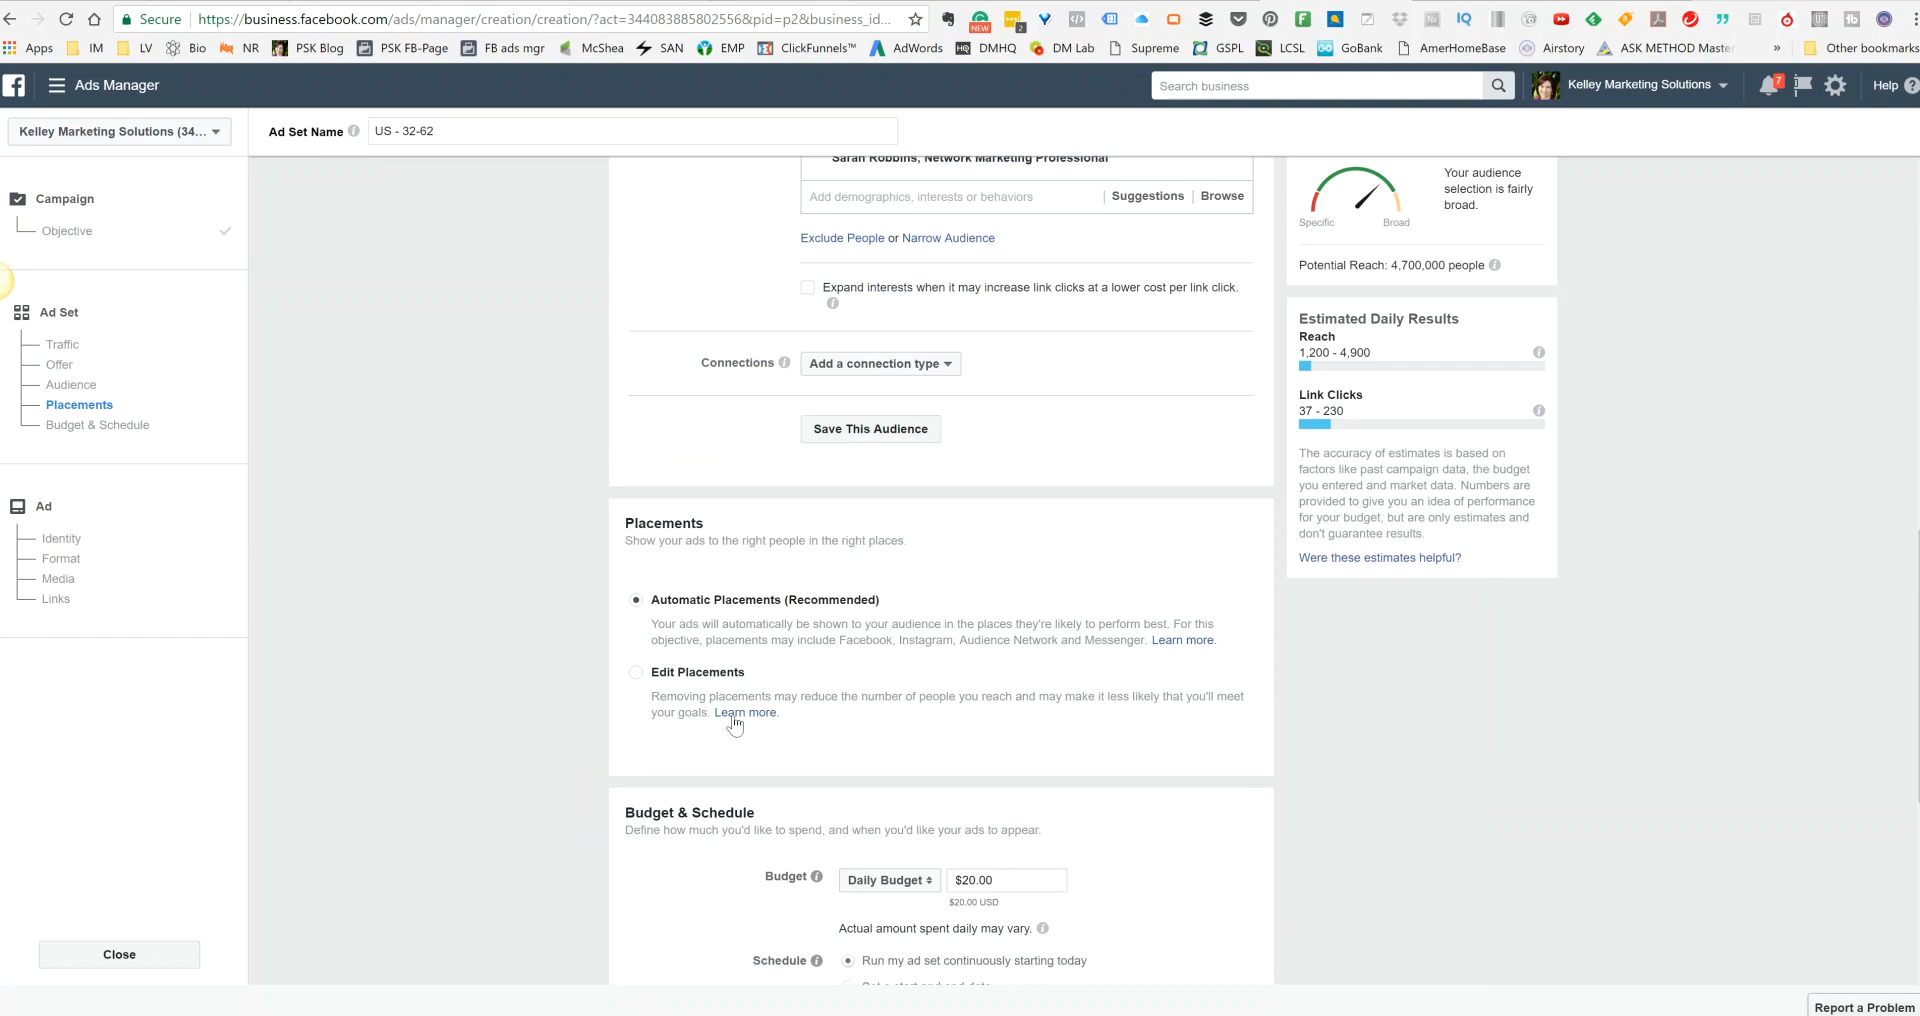 Secure
https://business.facebook.com/ads/manager/creation/creation/?act=344083885802556&pid=p2&business_id...
NEW
2
IQ
Apps
IM
LV
Bio
NR
PSK Blog
PSK FB-Page
FB ads mgr
McShea
SAN
EMP
ClickFunnels™
AdWords
DMHQ
DM Lab
Supreme
GSPL
LCSL
GoBank
AmerHomeBase
Airstory
ASK METHOD Maste
»
Other bookmarks
Ads Manager
Search business
Kelley Marketing Solutions
7
Help
Kelley Marketing Solutions (34...
Ad Set Name
US - 32-62
Campaign
Objective
Ad Set
Traffic
Offer
Audience
Placements
Budget & Schedule
Ad
Identity
Format
Media
Links
Close
Sarah Robbins, Network Marketing Professional
Add demographics, interests or behaviors
Suggestions
Browse
Exclude People or Narrow Audience
Expand interests when it may increase link clicks at a lower cost per link click.
Connections
Add a connection type
Save This Audience
Placements
Show your ads to the right people in the right places.
Automatic Placements (Recommended)
Your ads will automatically be shown to your audience in the places they're likely to perform best. For this
objective, placements may include Facebook, Instagram, Audience Network and Messenger. Learn more.
Edit Placements
Removing placements may reduce the number of people you reach and may make it less likely that you'll meet
your goals. Learn more.
Budget & Schedule
Define how much you'd like to spend, and when you'd like your ads to appear.
Budget
Daily Budget
$20.00
$20.00 USD
Actual amount spent daily may vary.
Schedule
Run my ad set continuously starting today
Set a start and end date
Your audience
selection is fairly
broad.
Specific
Broad
Potential Reach: 4,700,000 people
Estimated Daily Results
Reach
1,200 - 4,900
Link Clicks
37 - 230
The accuracy of estimates is based on
factors like past campaign data, the budget
you entered and market data. Numbers are
provided to give you an idea of performance
for your budget, but are only estimates and
don't guarantee results.
Were these estimates helpful?
Report a Problem